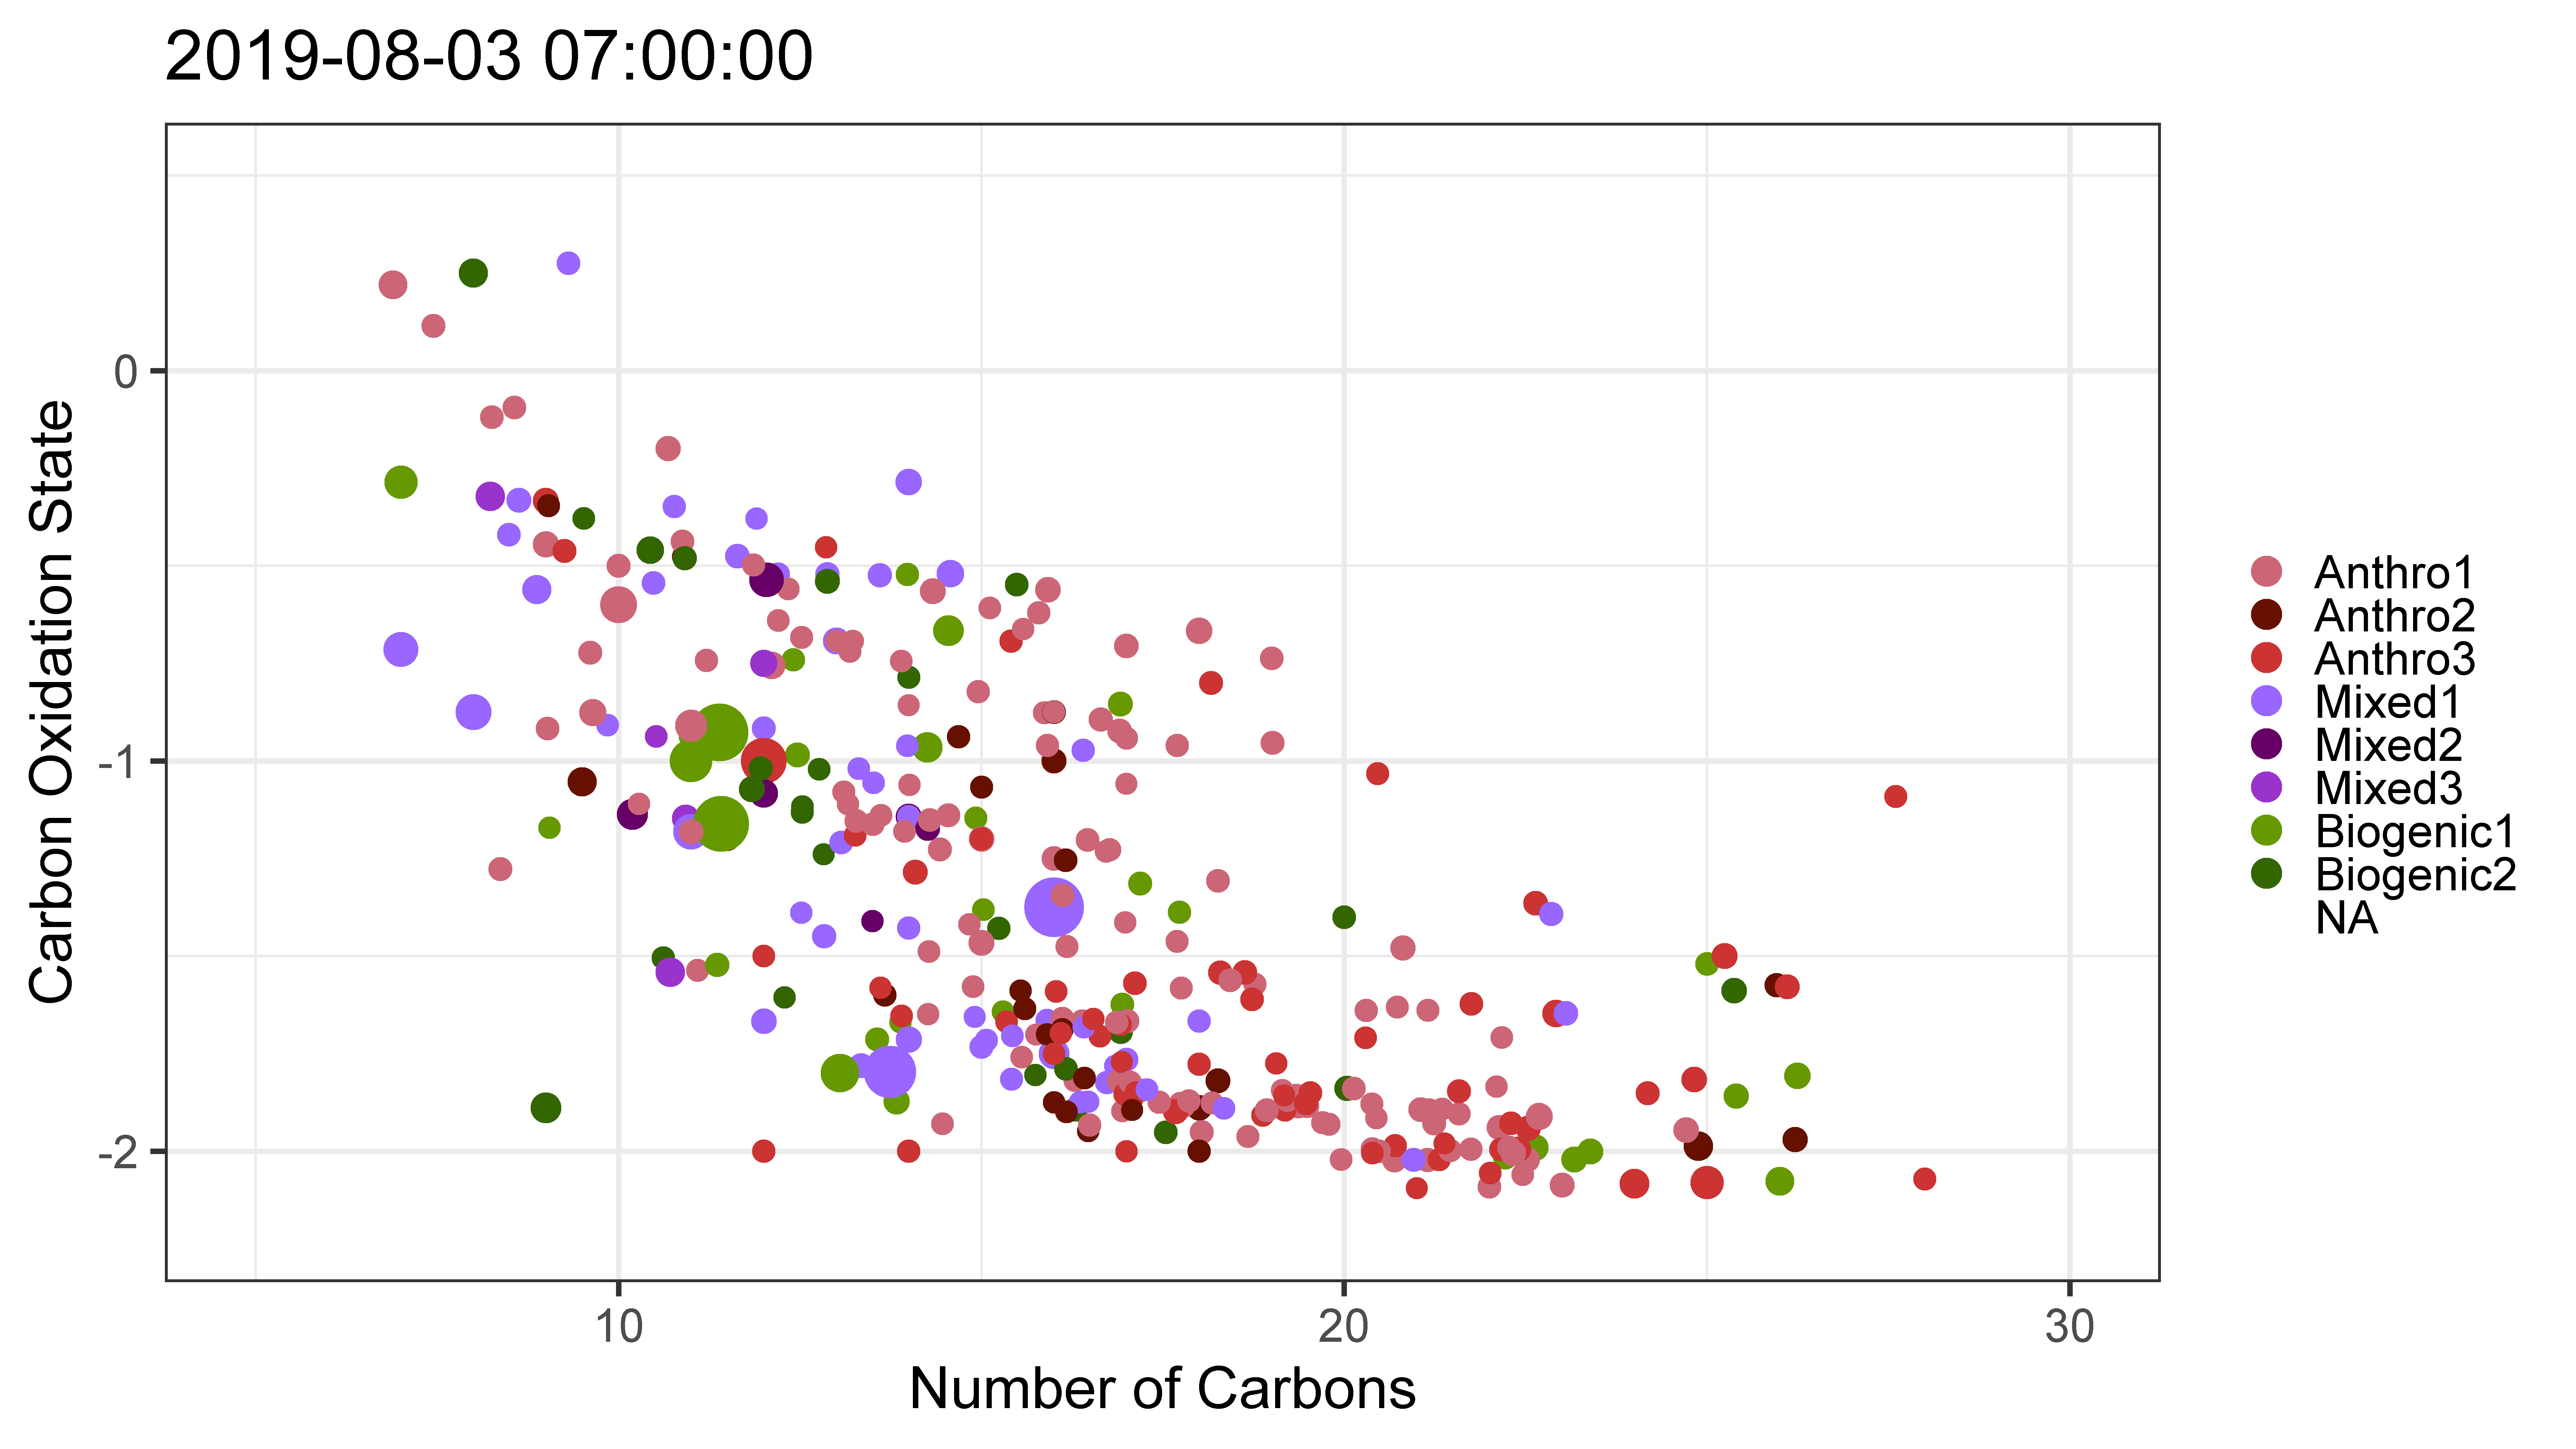 2019-08-03 07:00:00
Carbon Oxidation State
0
-1
-2
10
20
30
Number of Carbons
Anthro1
Anthro2
Anthro3
Mixed1
Mixed2
Mixed3
Biogenic1
Biogenic2
NA